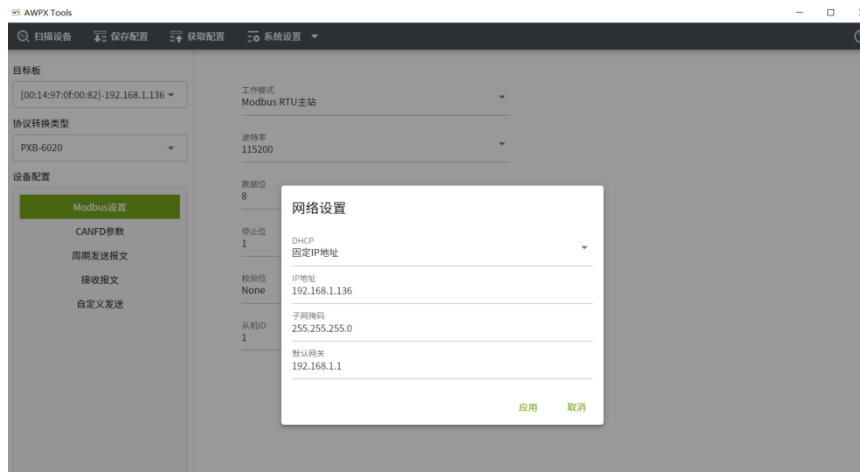 AWPX Tools
扫描设备 保存配置 获取配置 系统设置
目标板
[00:14:97:0f:00:82]-192.168.1.136
协议转换类型
PXB-6020
设备配置
Modbus设置
CANFD参数
周期发送报文
接收报文
自定义发送
工作模式
Modbus RTU主站
波特率
115200
数据位
8
停止位
1
校验位
None
从机ID
1
网络设置
DHCP
固定IP地址
IP地址
192.168.1.136
子网掩码
255.255.255.0
默认网关
192.168.1.1
应用 取消